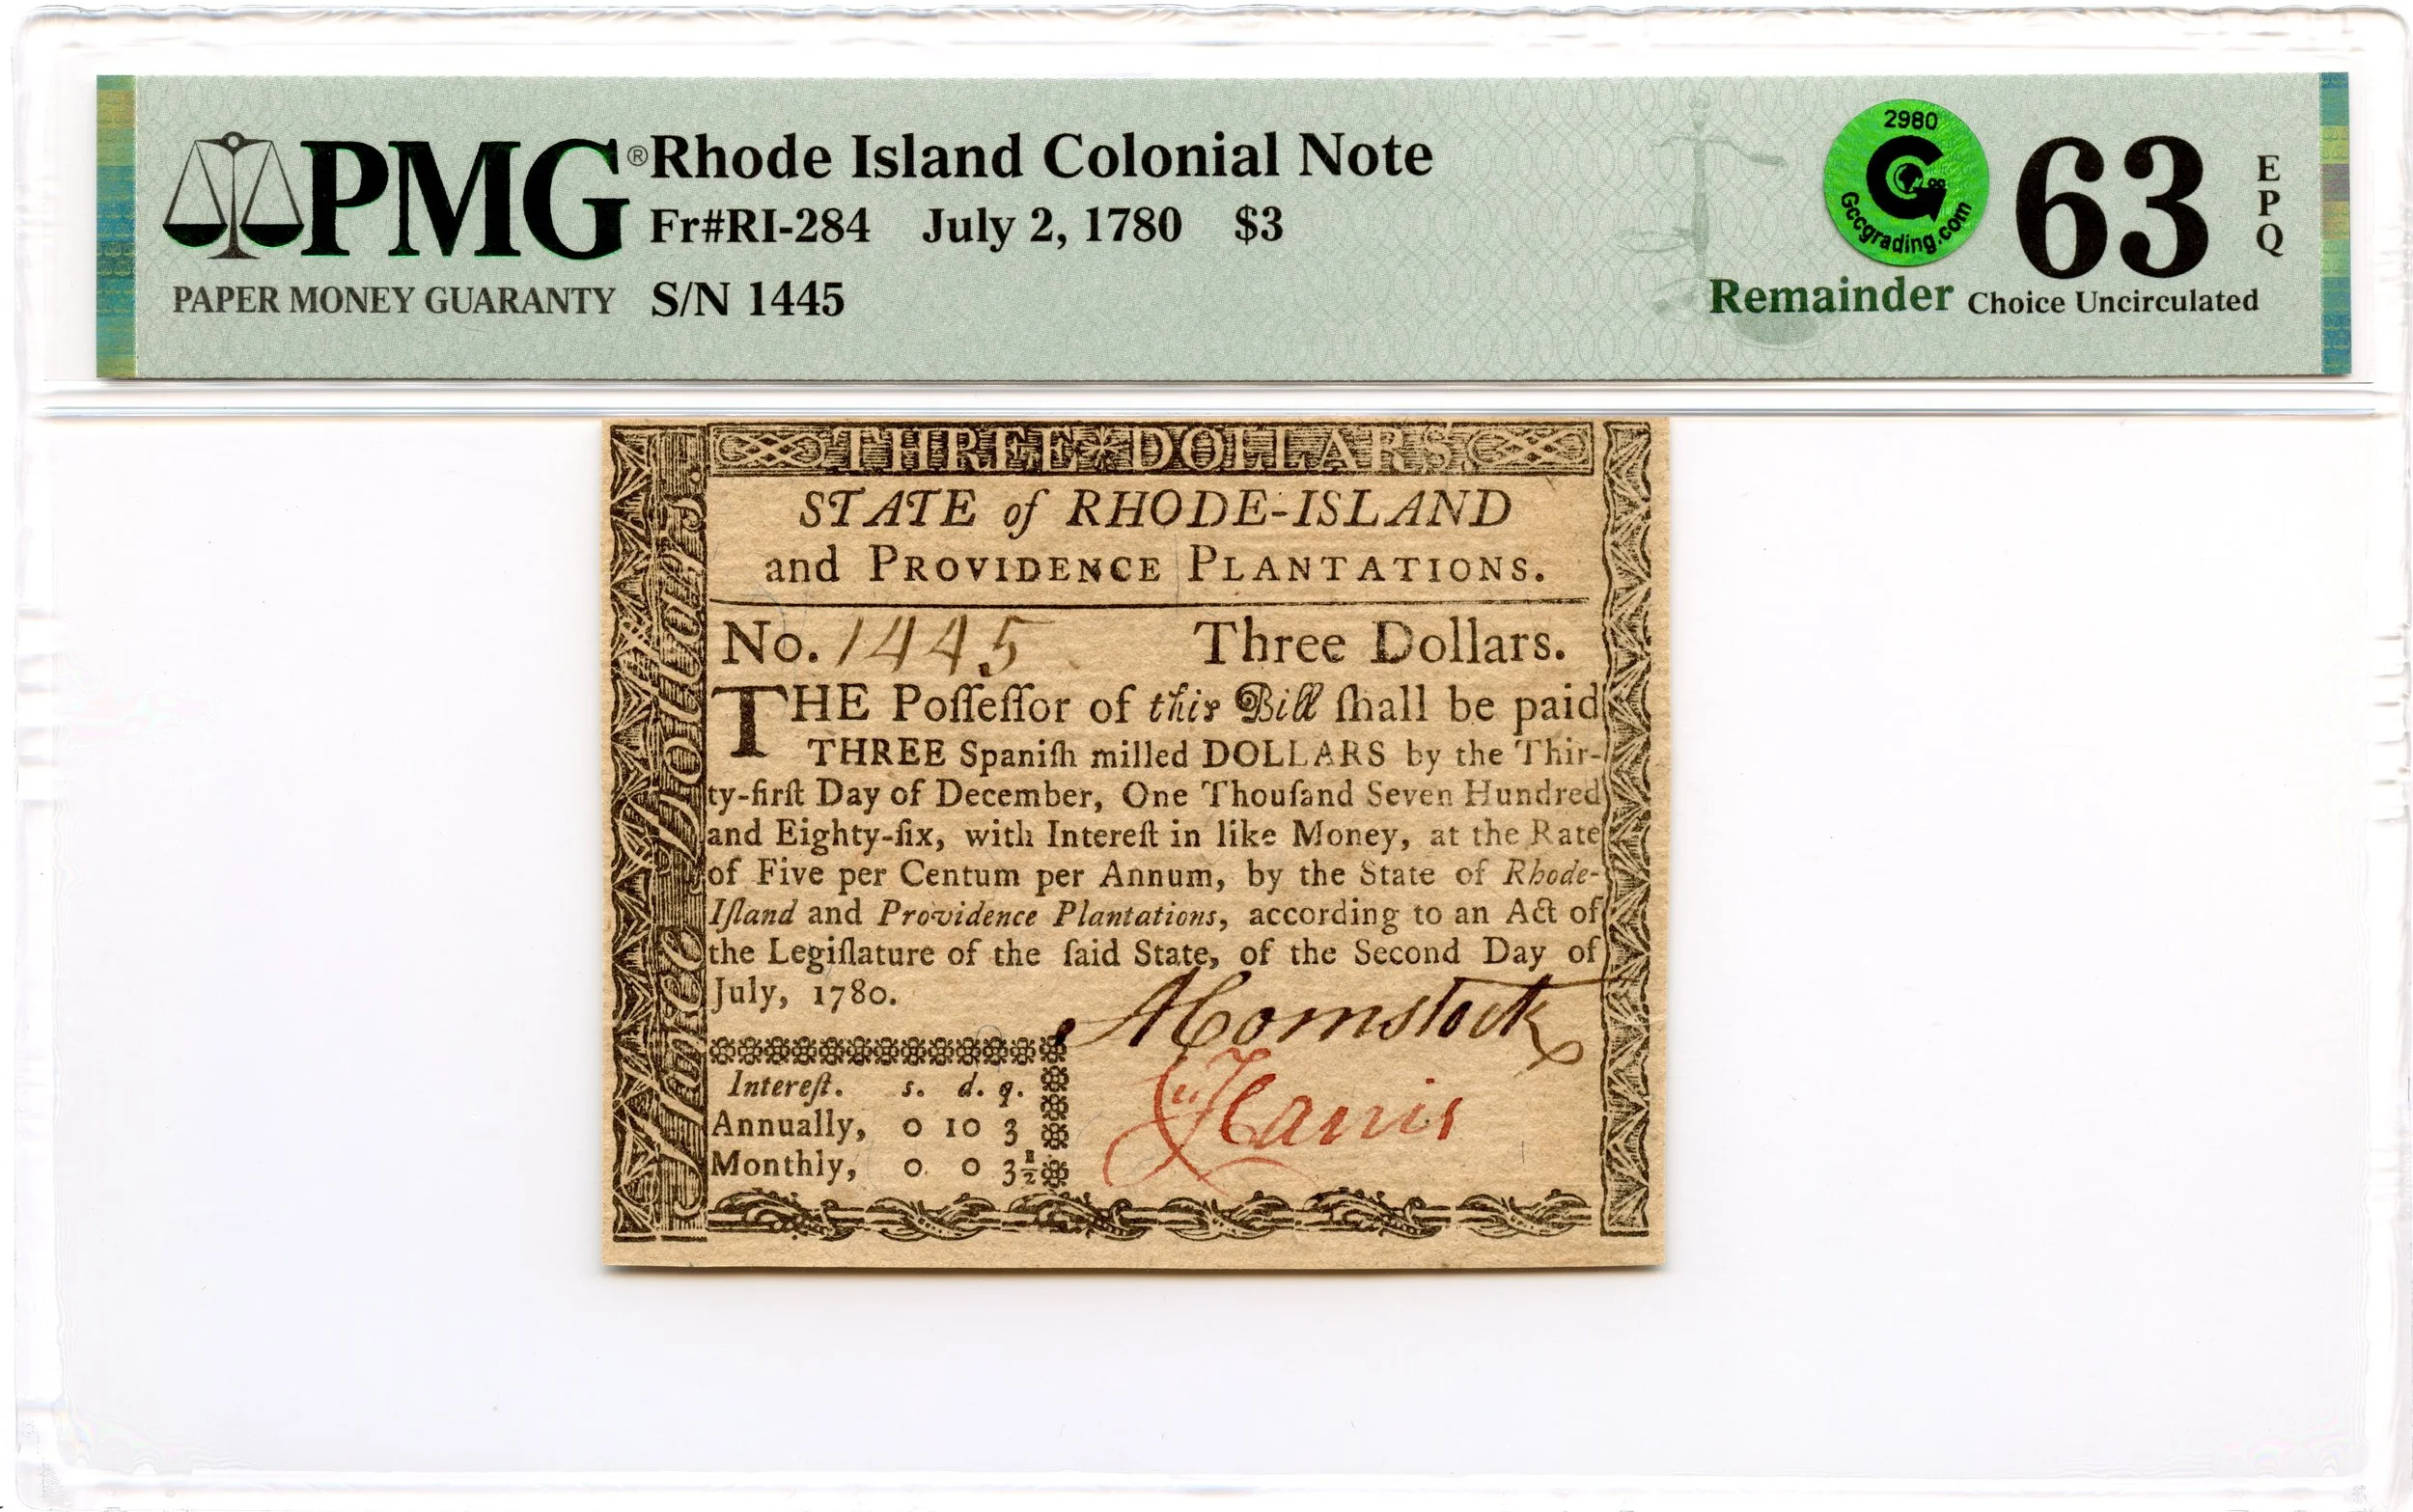 PMG®
PAPER MONEY GUARANTY
Rhode Island Colonial Note
Fr#RI-284 July 2, 1780 $3
S/N 1445
2980
Gccgrading.com
Remainder
63
EPQ
Choice Uncirculated
THREE*DOLLARS.
Three Dollars.
STATE of RHODE-ISLAND
and PROVIDENCE PLANTATIONS.
No. 1445 Three Dollars.
THE Poſſeſſor of this Bill ſhall be paid
THREE Spaniſh milled DOLLARS by the Thir-
ty-firſt Day of December, One Thouſand Seven Hundred
and Eighty-ſix, with Intereſt in like Money, at the Rate
of Five per Centum per Annum, by the State of Rhode-
Iſland and Providence Plantations, according to an Act of
the Legiſlature of the ſaid State, of the Second Day of
July, 1780.
AComstock
Intereſt. s. d. q.
Annually, 0 10 3
Monthly, 0 0 3½
Harris